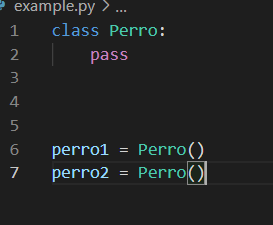 example.py > ...
1 class Perro:
2     pass
3
4
5
6 perro1 = Perro()
7 perro2 = Perro()